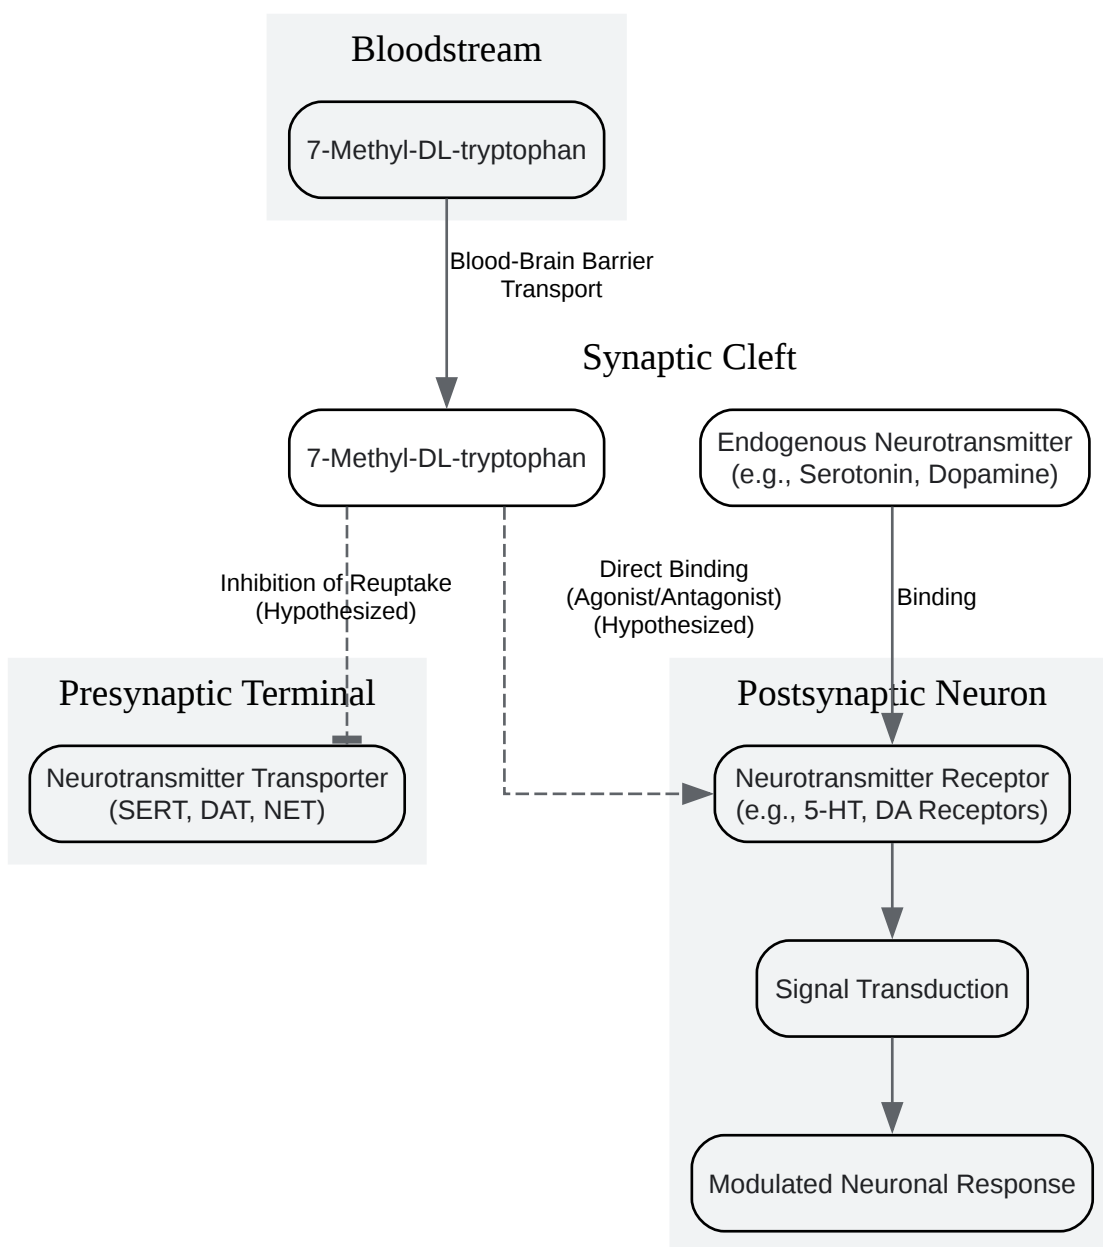 Bloodstream
7-Methyl-DL-tryptophan
Blood-Brain Barrier
Transport
Synaptic Cleft
7-Methyl-DL-tryptophan
Endogenous Neurotransmitter
(e.g., Serotonin, Dopamine)
Inhibition of Reuptake
(Hypothesized)
Direct Binding
(Agonist/Antagonist)
(Hypothesized)
Binding
Presynaptic Terminal
Neurotransmitter Transporter
(SERT, DAT, NET)
Postsynaptic Neuron
Neurotransmitter Receptor
(e.g., 5-HT, DA Receptors)
Signal Transduction
Modulated Neuronal Response